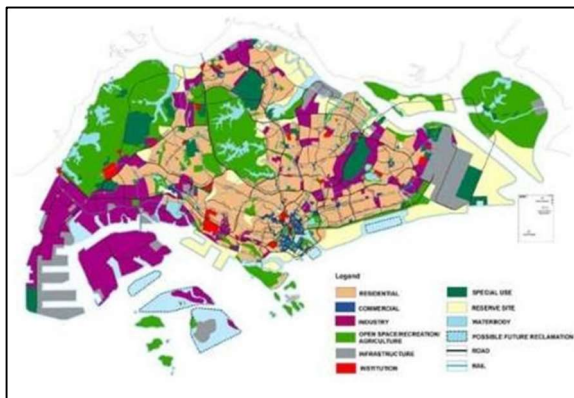 Legend
RESIDENTIAL
COMMERCIAL
INDUSTRY
OPEN SPACE/RECREATION/
AGRICULTURE
INFRASTRUCTURE
INSTITUTION
SPECIAL USE
RESERVE SITE
WATERBODY
POSSIBLE FUTURE RECLAMATION
ROAD
RAIL